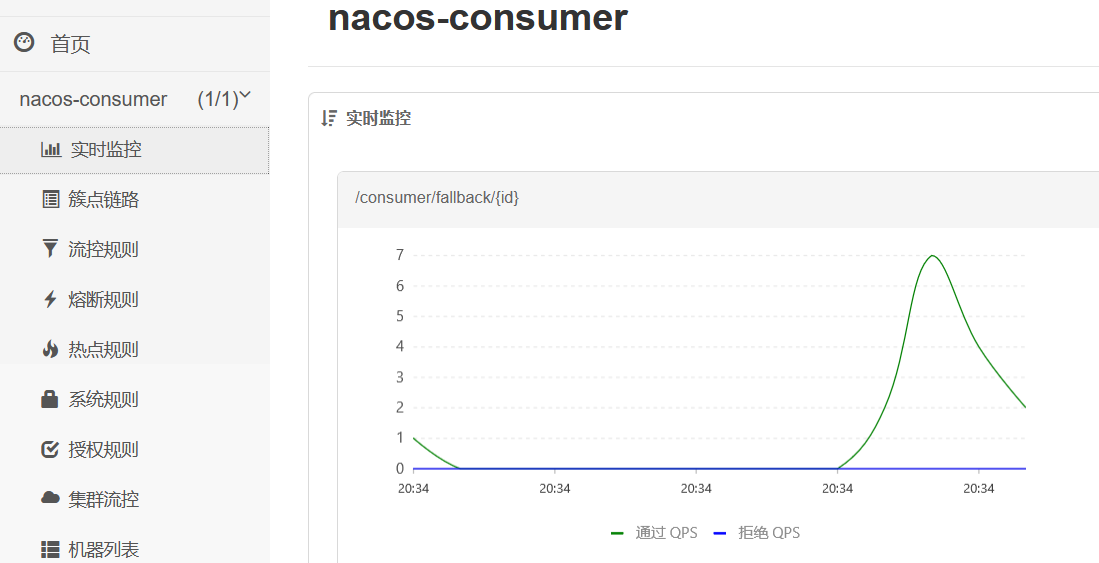 首页
nacos-consumer (1/1)
实时监控
簇点链路
流控规则
熔断规则
热点规则
系统规则
授权规则
集群流控
机器列表
nacos-consumer
实时监控
/consumer/fallback/{id}
7
6
5
4
3
2
1
0
20:34 20:34 20:34 20:34 20:34
通过 QPS 拒绝 QPS